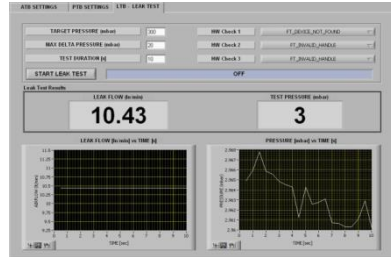 ATB SETTINGS PTB SETTINGS LTB - LEAK TEST
TARGET PRESSURE (mbar) 300 HW Check 1 FT_DEVICE_NOT_FOUND
MAX DELTA PRESSURE (mbar) 20 HW Check 2 FT_INVALID_HANDLE
TEST DURATION [s] 10 HW Check 3 FT_INVALID_HANDLE
START LEAK TEST OFF
Leak Test Results
LEAK FLOW (ln/min) TEST PRESSURE (mbar)
10.43 3
LEAK FLOW (ln/min) vs TIME [s] PRESSURE (mbar) vs TIME [s]
TIME [sec] TIME [sec]